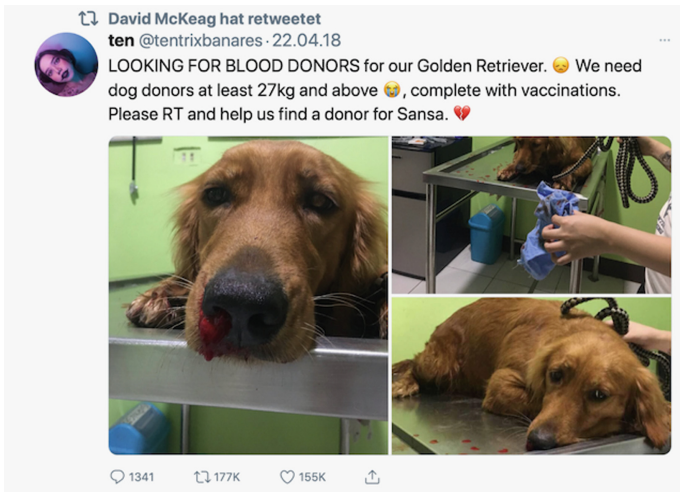 David McKeag hat retweetet
ten @tentrixbanares · 22.04.18
LOOKING FOR BLOOD DONORS for our Golden Retriever. 😞 We need
dog donors at least 27kg and above 😭, complete with vaccinations.
Please RT and help us find a donor for Sansa. 💔
1341 177K 155K